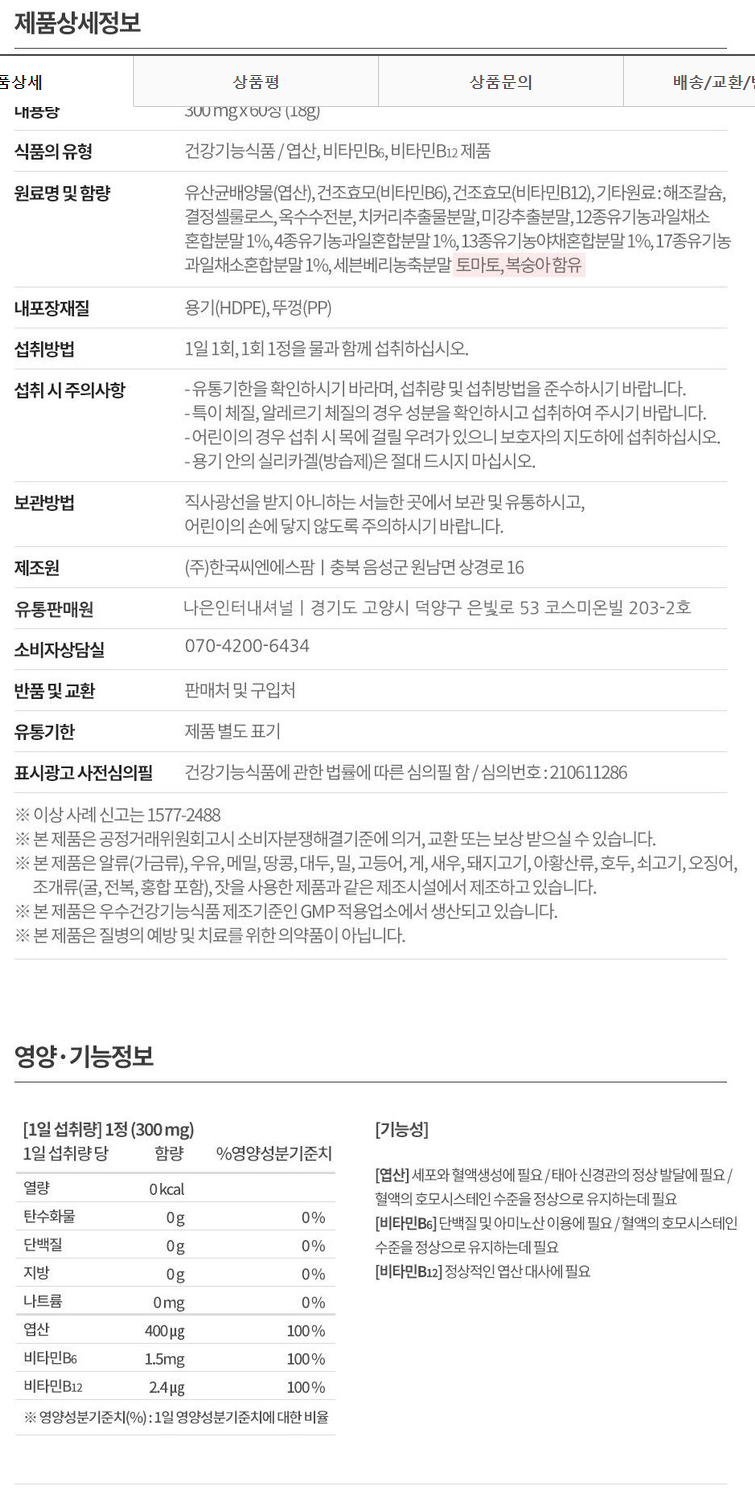 제품상세정보
품상세
상품평
상품문의
배송/교환/반
내용량 300 mg x 60정 (18g)
식품의 유형 건강기능식품 / 엽산, 비타민B6, 비타민B12 제품
원료명 및 함량 유산균배양물(엽산), 건조효모(비타민B6), 건조효모(비타민B12), 기타원료 : 해조칼슘,
결정셀룰로스, 옥수수전분, 치커리추출물분말, 미강추출분말, 12종유기농과일채소
혼합분말 1%, 4종유기농과일혼합분말 1%, 13종유기농야채혼합분말 1%, 17종유기농
과일채소혼합분말 1%, 세븐베리농축분말 토마토, 복숭아 함유
내포장재질 용기(HDPE), 뚜껑(PP)
섭취방법 1일 1회, 1회 1정을 물과 함께 섭취하십시오.
섭취 시 주의사항 - 유통기한을 확인하시기 바라며, 섭취량 및 섭취방법을 준수하시기 바랍니다.
- 특이 체질, 알레르기 체질의 경우 성분을 확인하시고 섭취하여 주시기 바랍니다.
- 어린이의 경우 섭취 시 목에 걸릴 우려가 있으니 보호자의 지도하에 섭취하십시오.
- 용기 안의 실리카겔(방습제)은 절대 드시지 마십시오.
보관방법 직사광선을 받지 아니하는 서늘한 곳에서 보관 및 유통하시고,
어린이의 손에 닿지 않도록 주의하시기 바랍니다.
제조원 (주)한국씨엔에스팜 | 충북 음성군 원남면 상경로 16
유통판매원 나은인터내셔널 | 경기도 고양시 덕양구 은빛로 53 코스미온빌 203-2호
소비자상담실 070-4200-6434
반품 및 교환 판매처 및 구입처
유통기한 제품 별도 표기
표시광고 사전심의필 건강기능식품에 관한 법률에 따른 심의필 함 / 심의번호 : 210611286
※ 이상 사례 신고는 1577-2488
※ 본 제품은 공정거래위원회고시 소비자분쟁해결기준에 의거, 교환 또는 보상 받으실 수 있습니다.
※ 본 제품은 알류(가금류), 우유, 메밀, 땅콩, 대두, 밀, 고등어, 게, 새우, 돼지고기, 아황산류, 호두, 쇠고기, 오징어,
조개류(굴, 전복, 홍합 포함), 잣을 사용한 제품과 같은 제조시설에서 제조하고 있습니다.
※ 본 제품은 우수건강기능식품 제조기준인 GMP 적용업소에서 생산되고 있습니다.
※ 본 제품은 질병의 예방 및 치료를 위한 의약품이 아닙니다.
영양·기능정보
[1일 섭취량] 1정 (300 mg)
1일 섭취량 당 함량 %영양성분기준치
열량 0 kcal
탄수화물 0 g 0 %
단백질 0 g 0 %
지방 0 g 0 %
나트륨 0 mg 0 %
엽산 400 μg 100 %
비타민B6 1.5mg 100 %
비타민B12 2.4 μg 100 %
※ 영양성분기준치(%) : 1일 영양성분기준치에 대한 비율
[기능성]
[엽산] 세포와 혈액생성에 필요 / 태아 신경관의 정상 발달에 필요 /
혈액의 호모시스테인 수준을 정상으로 유지하는데 필요
[비타민B6] 단백질 및 아미노산 이용에 필요 / 혈액의 호모시스테인
수준을 정상으로 유지하는데 필요
[비타민B12] 정상적인 엽산 대사에 필요